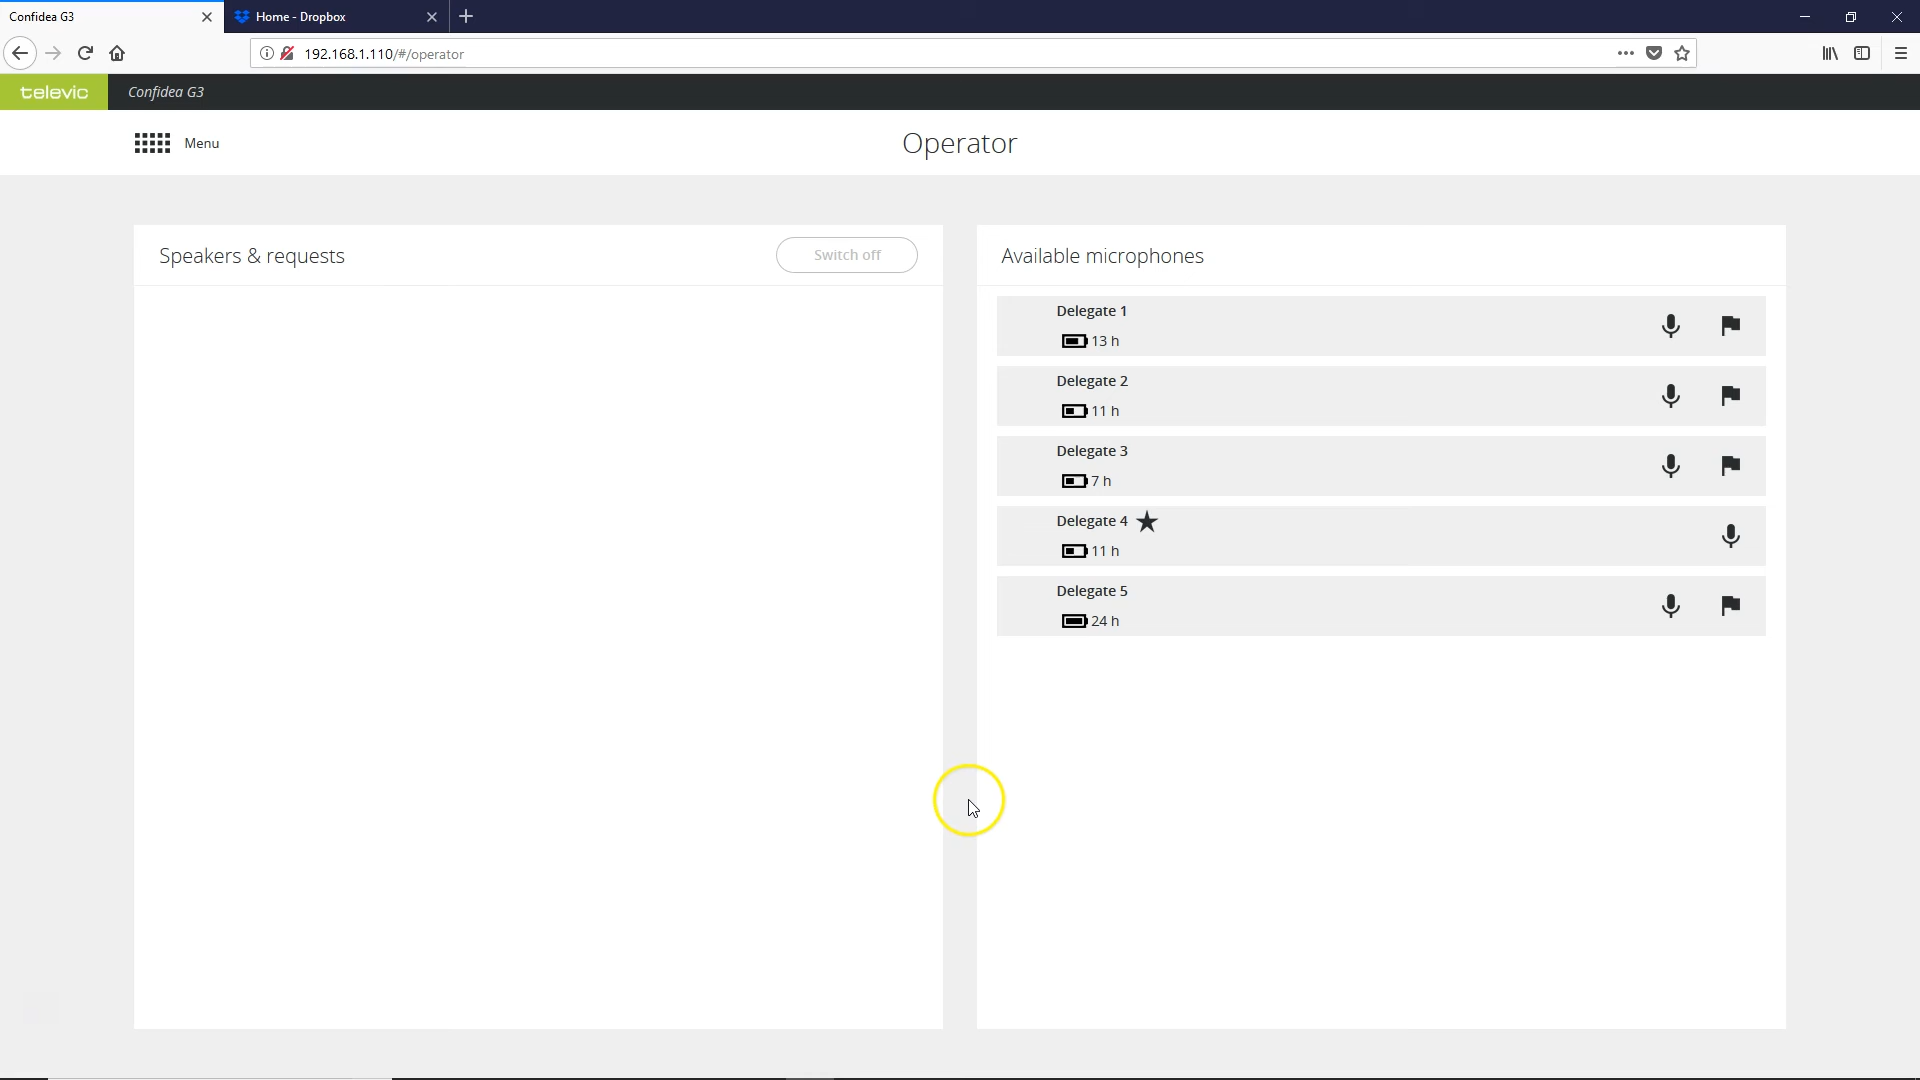 Confidea G3
Home - Dropbox
192.168.1.110/#/operator
televic
Confidea G3
Menu
Operator
Speakers & requests
Switch off
Available microphones
Delegate 1
13 h
Delegate 2
11 h
Delegate 3
7 h
Delegate 4
11 h
Delegate 5
24 h